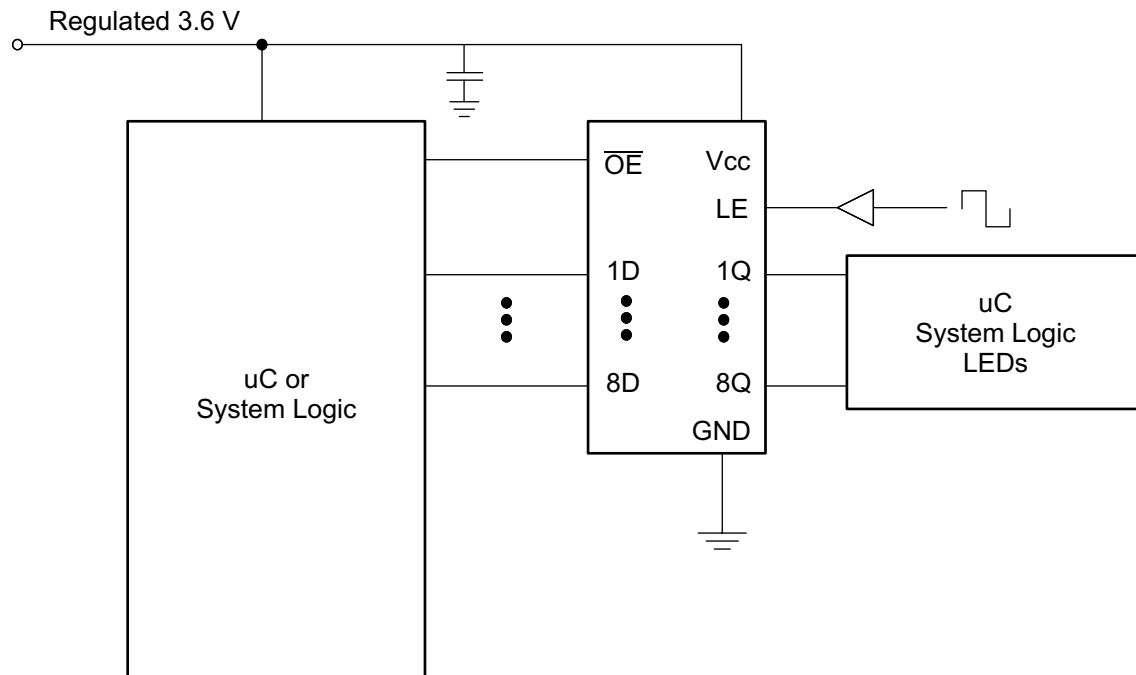 Regulated 3.6 V
OE
Vcc
LE
1D
1Q
8D
8Q
GND
uC or
System Logic
uC
System Logic
LEDs